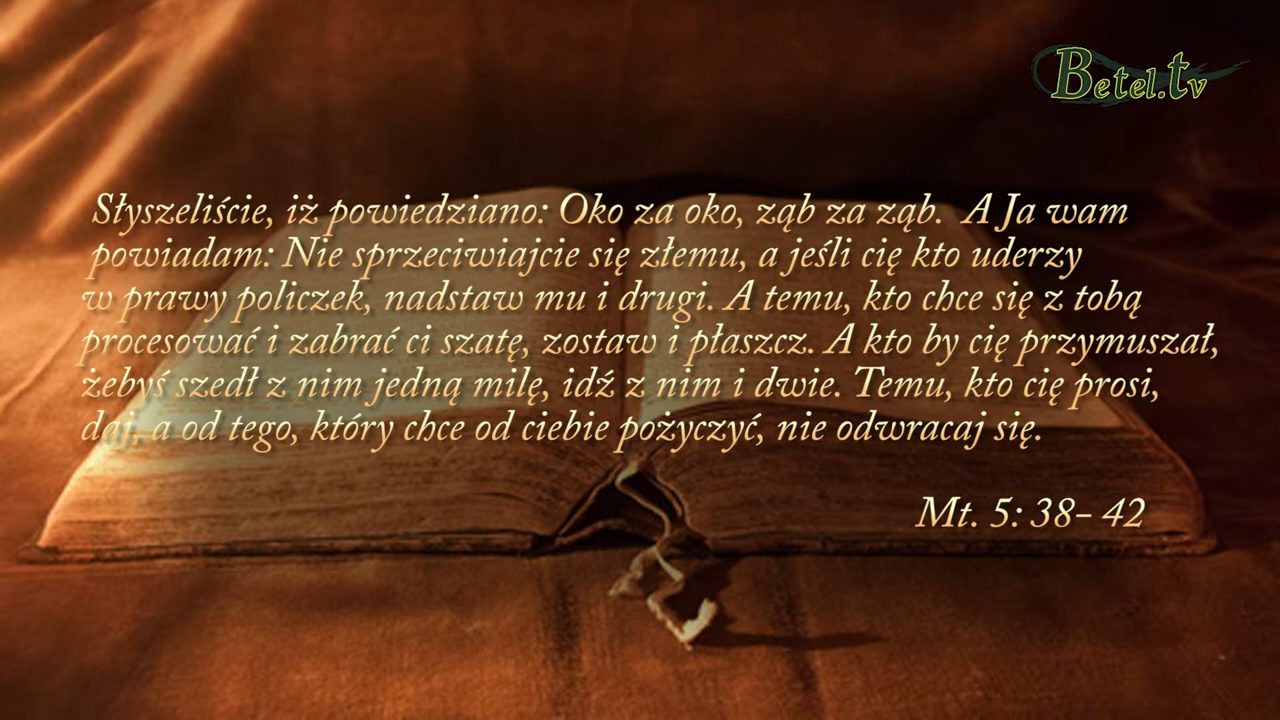 Betel.tv
Słyszeliście, iż powiedziano: Oko za oko, ząb za ząb. A Ja wam
powiadam: Nie sprzeciwiajcie się złemu, a jeśli cię kto uderzy
w prawy policzek, nadstaw mu i drugi. A temu, kto chce się z tobą
procesować i zabrać ci szatę, zostaw i płaszcz. A kto by cię przymuszał,
żebyś szedł z nim jedną milę, idź z nim i dwie. Temu, kto cię prosi,
daj, a od tego, który chce od ciebie pożyczyć, nie odwracaj się.
Mt. 5: 38- 42